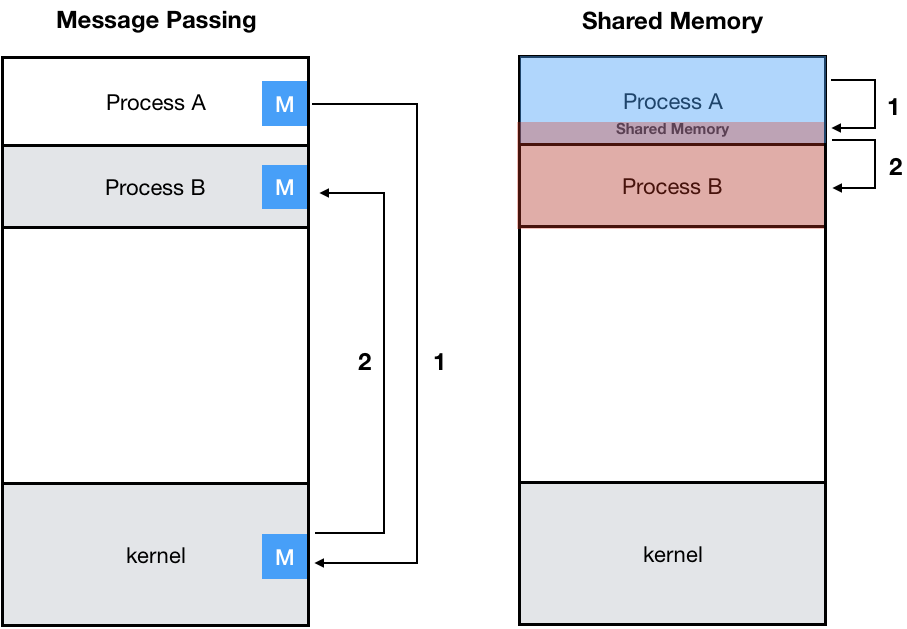 Message Passing
Process A
M
Process B
M
2
1
kernel
M
Shared Memory
Process A
Shared Memory
1
Process B
2
kernel